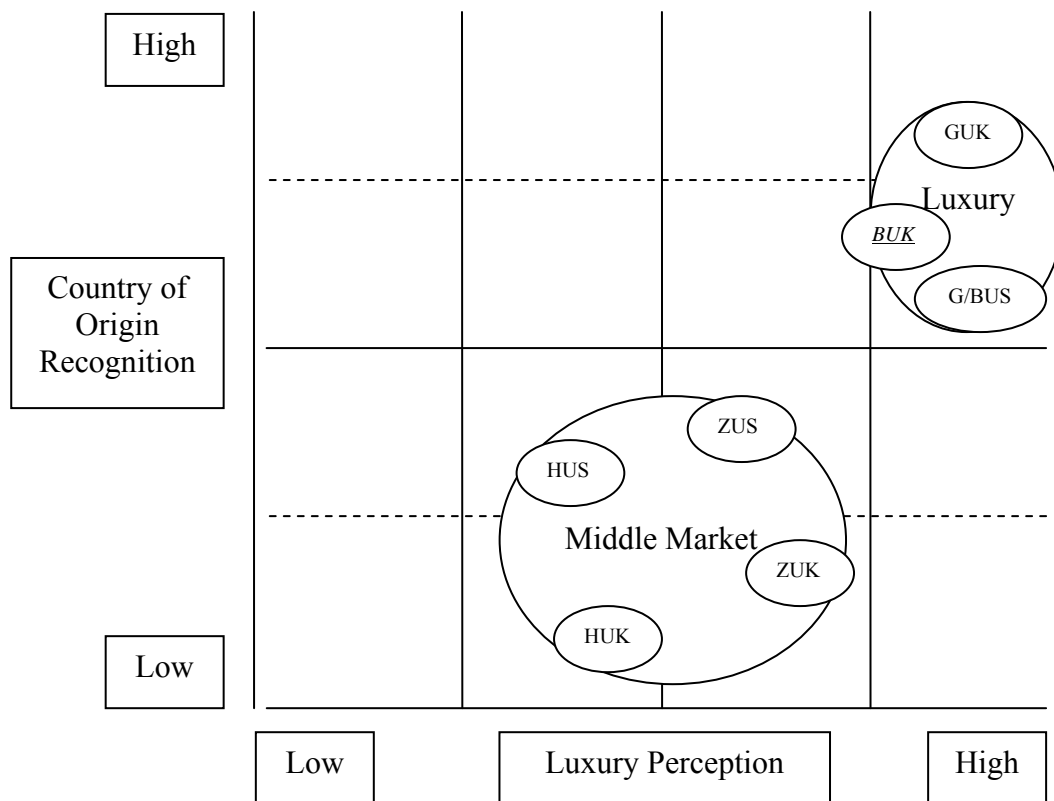 High
GUK
Luxury
BUK
G/BUS
Country of
Origin
Recognition
ZUS
HUS
Middle Market
ZUK
HUK
Low
Low
Luxury Perception
High